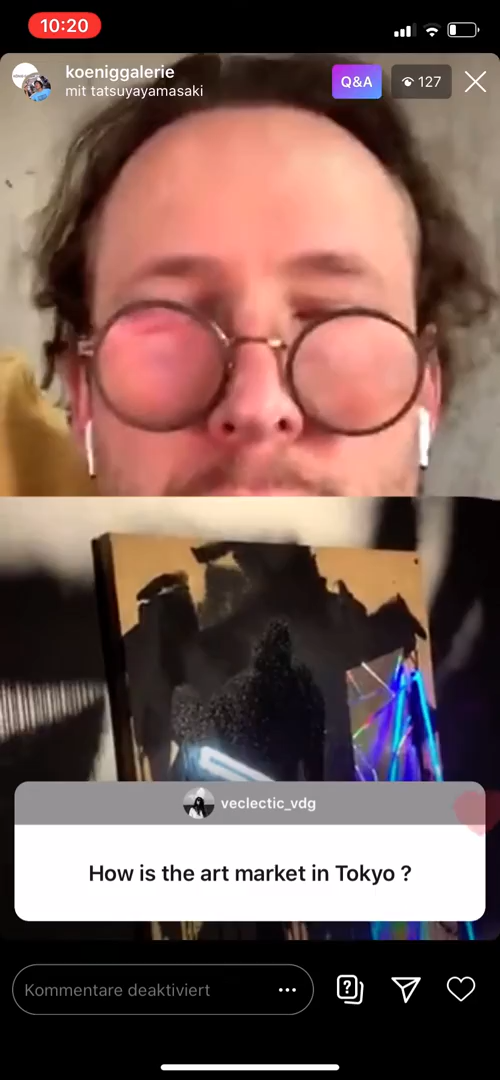 10:20
koeniggalerie
mit tatsuyayamasaki
Q&A
127
veclectic_vdg
How is the art market in Tokyo ?
Kommentare deaktiviert